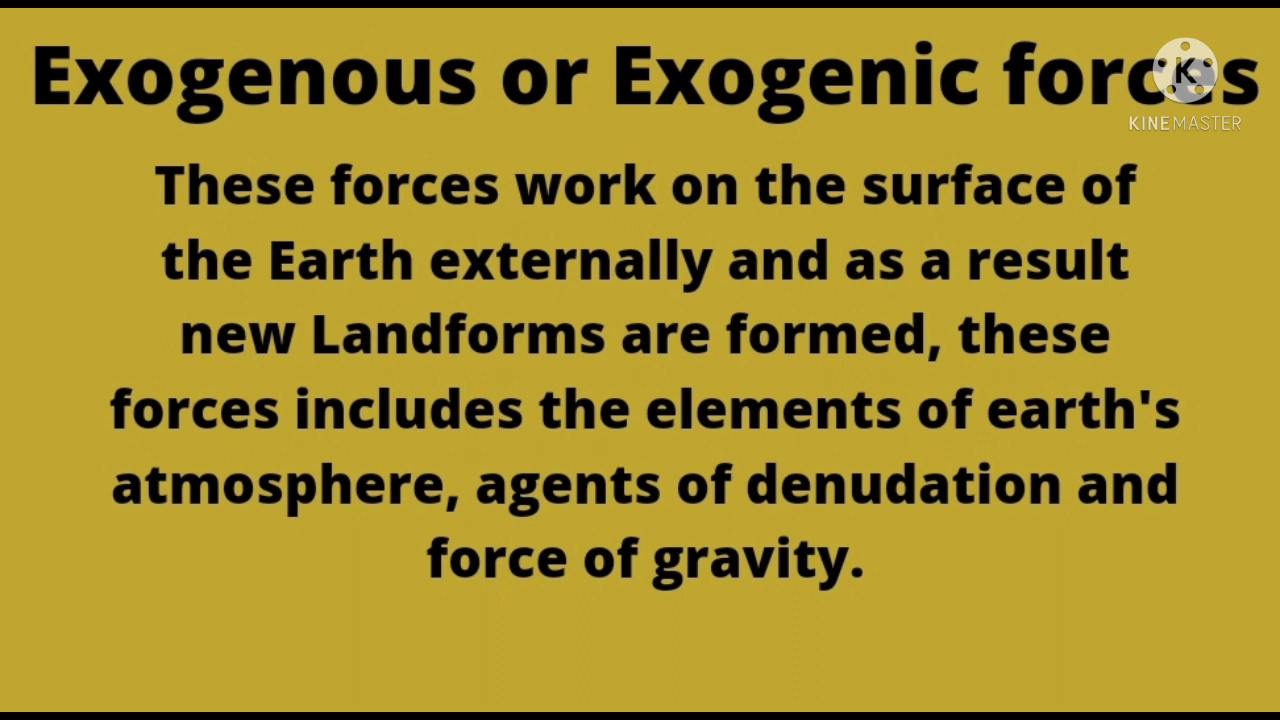 Exogenous or Exogenic forces
K
KINEMASTER
These forces work on the surface of
the Earth externally and as a result
new Landforms are formed, these
forces includes the elements of earth's
atmosphere, agents of denudation and
force of gravity.